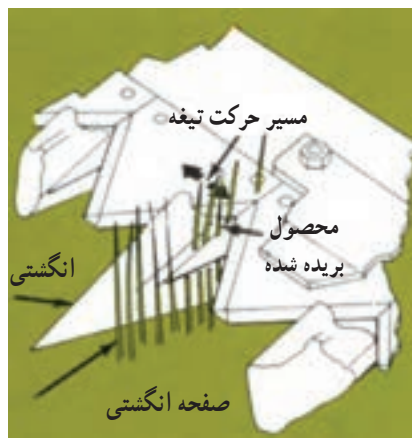 مسیر حرکت تیغه
محصول
بریده شده
انگشتی
صفحه انگشتی